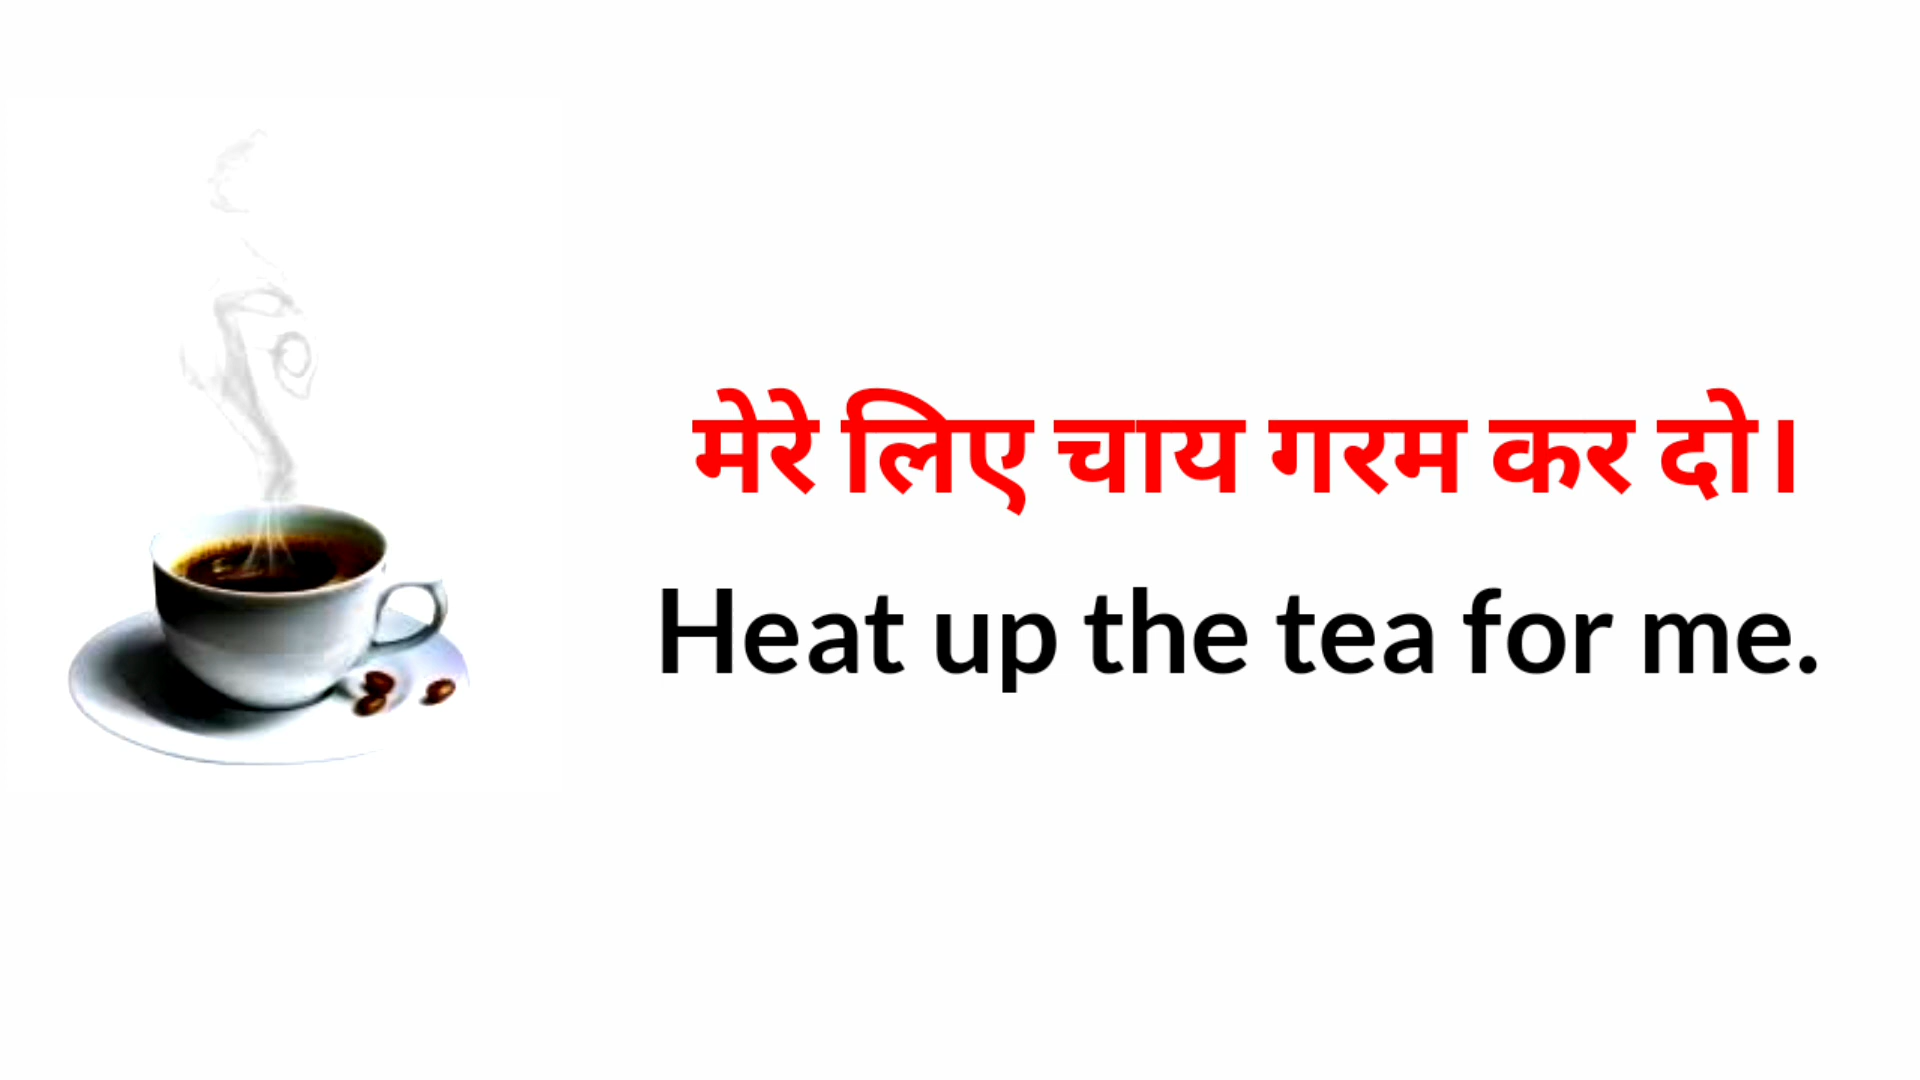 मेरे लिए चाय गरम कर दो।
Heat up the tea for me.